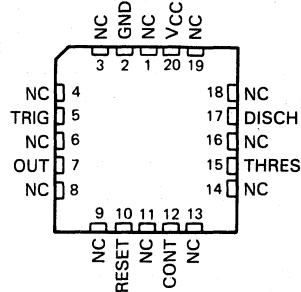 NC GND NC VCC NC
3 2 1 20 19
NC 4 18 NC
TRIG 5 17 DISCH
NC 6 16 NC
OUT 7 15 THRES
NC 8 14 NC
9 10 11 12 13
NC RESET NC CONT NC